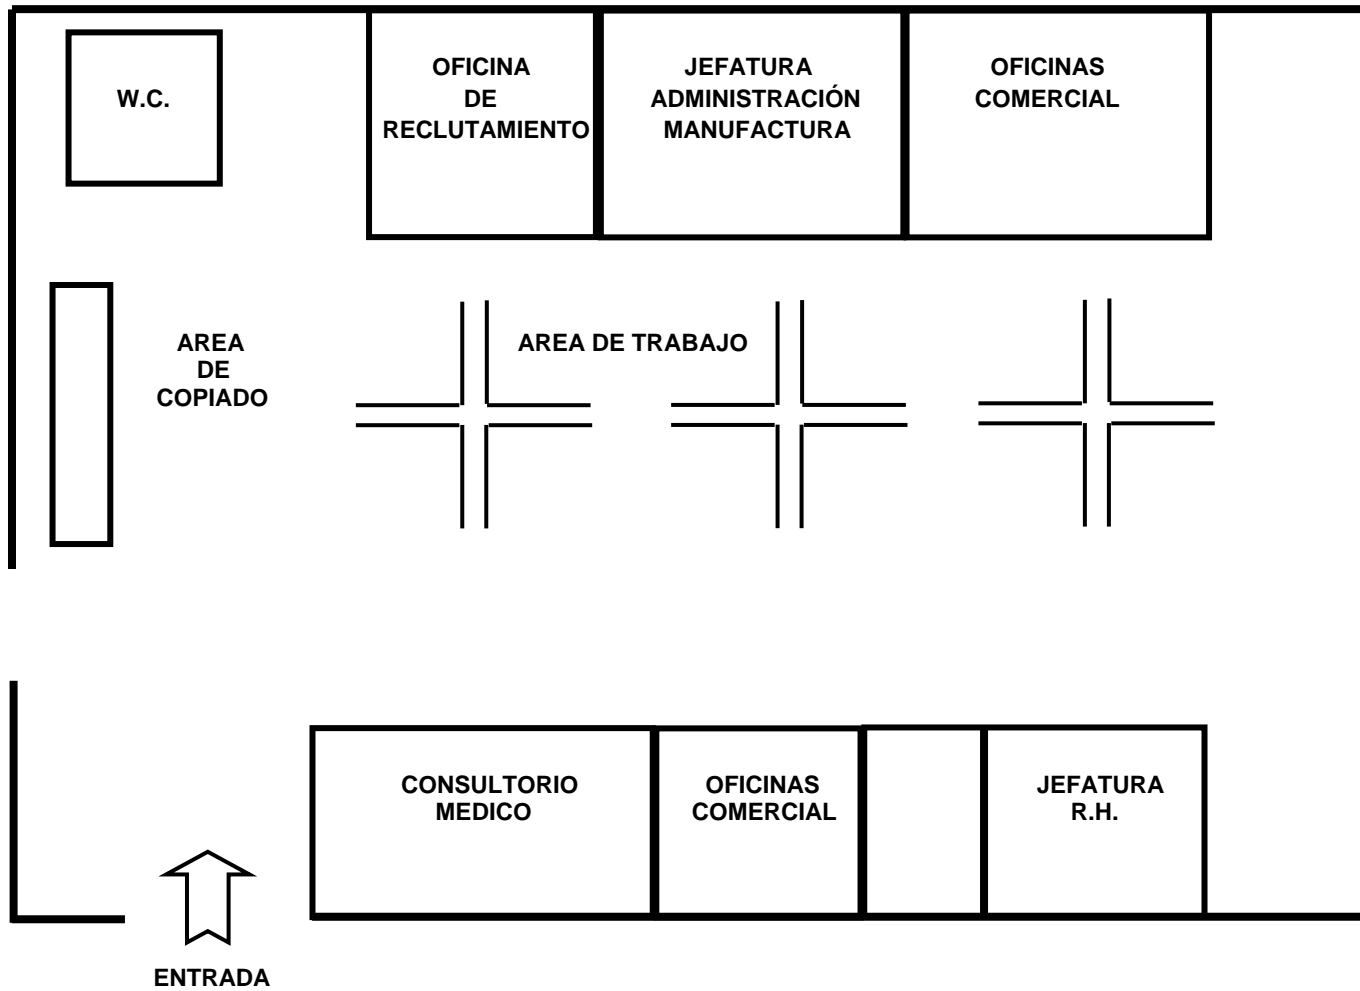 W.C.
OFICINA
DE
RECLUTAMIENTO
JEFATURA
ADMINISTRACIÓN
MANUFACTURA
OFICINAS
COMERCIAL
AREA
DE
COPIADO
AREA DE TRABAJO
CONSULTORIO
MEDICO
OFICINAS
COMERCIAL
JEFATURA
R.H.
ENTRADA